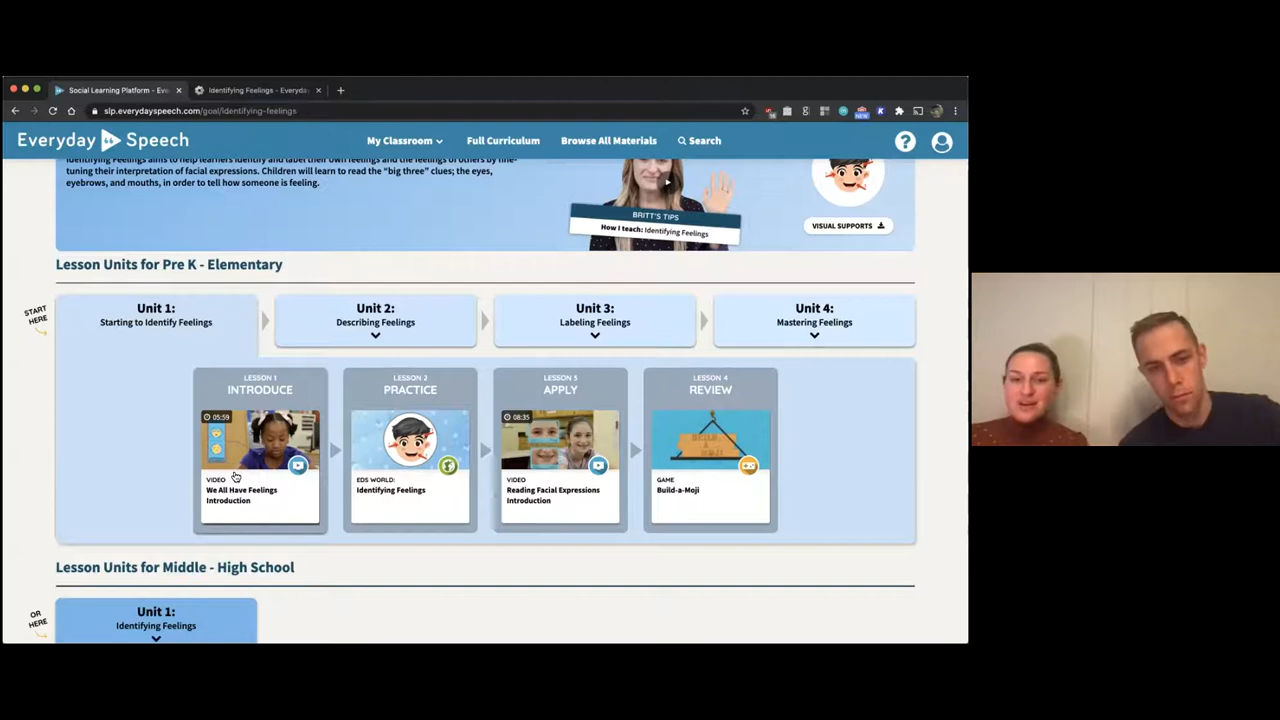 Social Learning Platform - Eve
Identifying Feelings - Everyda
slp.everydayspeech.com/goal/identifying-feelings
Everyday Speech
My Classroom
Full Curriculum
Browse All Materials
Search
Identifying Feelings aims to help learners identify and label their own feelings and the feelings of others by fine-
tuning their interpretation of facial expressions. Children will learn to read the “big three” clues; the eyes,
eyebrows, and mouths, in order to tell how someone is feeling.
BRITT'S TIPS
How I teach: Identifying Feelings
VISUAL SUPPORTS
Lesson Units for Pre K - Elementary
START
HERE
Unit 1:
Starting to Identify Feelings
Unit 2:
Describing Feelings
Unit 3:
Labeling Feelings
Unit 4:
Mastering Feelings
LESSON 1
INTRODUCE
05:59
VIDEO
We All Have Feelings
Introduction
LESSON 2
PRACTICE
EDS WORLD:
Identifying Feelings
LESSON 3
APPLY
08:35
VIDEO
Reading Facial Expressions
Introduction
LESSON 4
REVIEW
BUILD-
A-MOJI
GAME
Build-a-Moji
Lesson Units for Middle - High School
OR
HERE
Unit 1:
Identifying Feelings